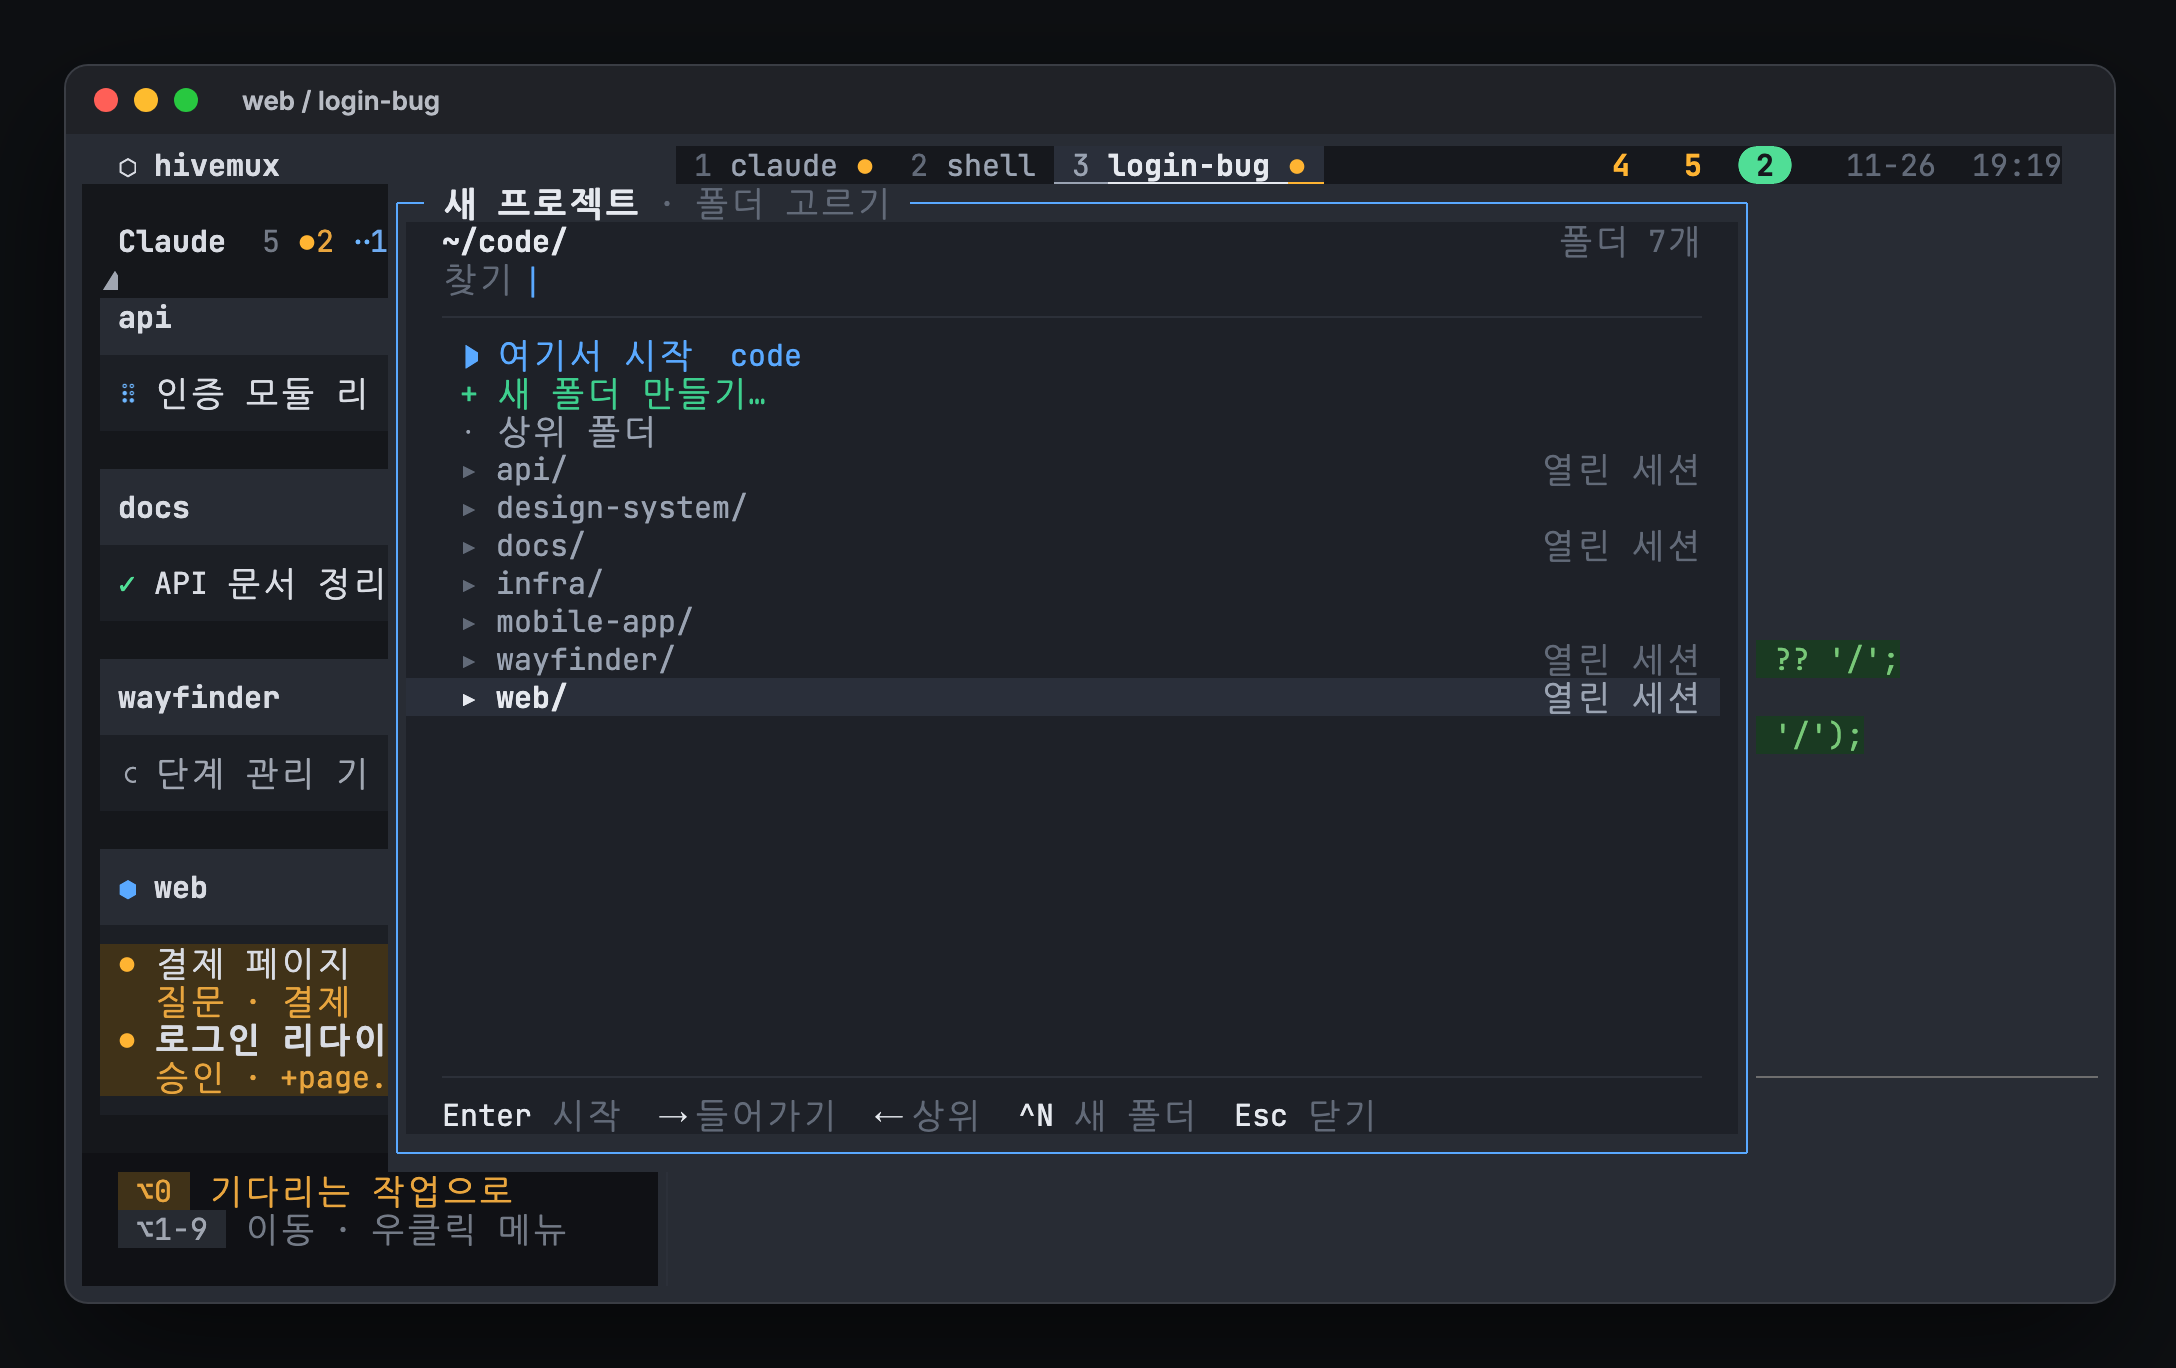 web / login-bug
hivemux
1 claude ● 2 shell 3 login-bug ●
4 5 2 11-26 19:19
Claude 5 ●2 ··1
api
인증 모듈 리
docs
✓ API 문서 정리
wayfinder
단계 관리 기
web
● 결제 페이지
질문 · 결제
● 로그인 리다이
승인 · +page.
⌥0 기다리는 작업으로
⌥1-9 이동 · 우클릭 메뉴
새 프로젝트 · 폴더 고르기
~/code/ 폴더 7개
찾기
여기서 시작 code
+ 새 폴더 만들기…
· 상위 폴더
▸ api/ 열린 세션
▸ design-system/
▸ docs/ 열린 세션
▸ infra/
▸ mobile-app/
▸ wayfinder/ 열린 세션
▸ web/ 열린 세션
Enter 시작 → 들어가기 ← 상위 ^N 새 폴더 Esc 닫기
?? '/';
'/');